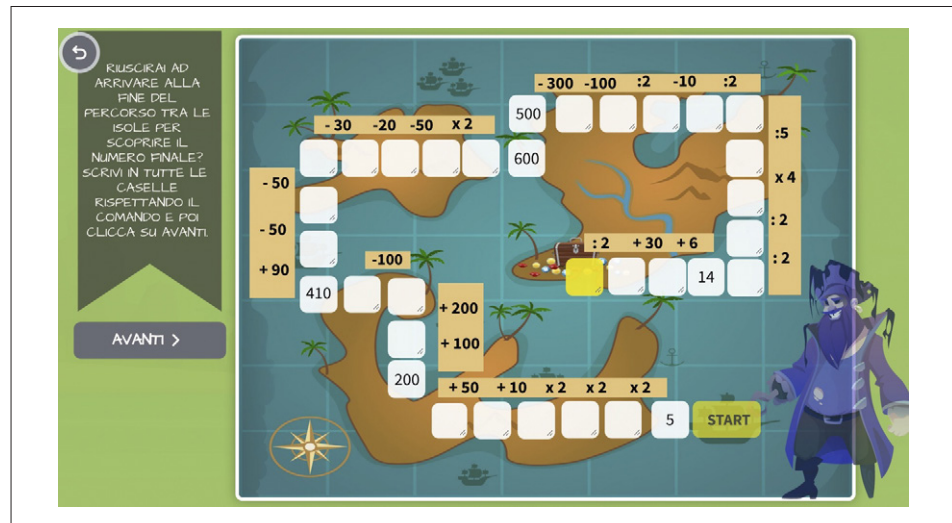 RIUSCIRAI AD
ARRIVARE ALLA
FINE DEL
PERCORSO TRA LE
ISOLE PER
SCOPRIRE IL
NUMERO FINALE?
SCRIVI IN TUTTE LE
CASELLE
RISPETTANDO IL
COMANDO E POI
CLICCA SU AVANTI.
AVANTI >
- 300 -100 :2 -10 :2
500
- 30 -20 -50 x 2
600
:5
x 4
: 2
: 2
- 50
- 50
+ 90
: 2 + 30 + 6
14
-100
410
+ 200
+ 100
200
+ 50 + 10 x 2 x 2 x 2
5 START